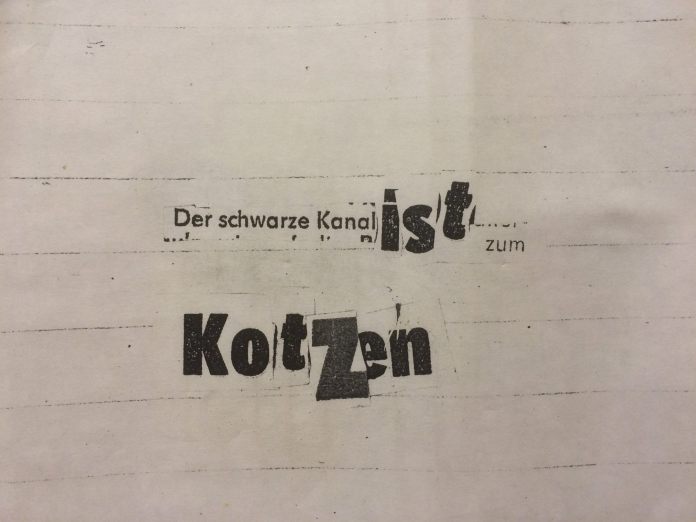 Der schwarze Kanal ist
zum
Kotzen